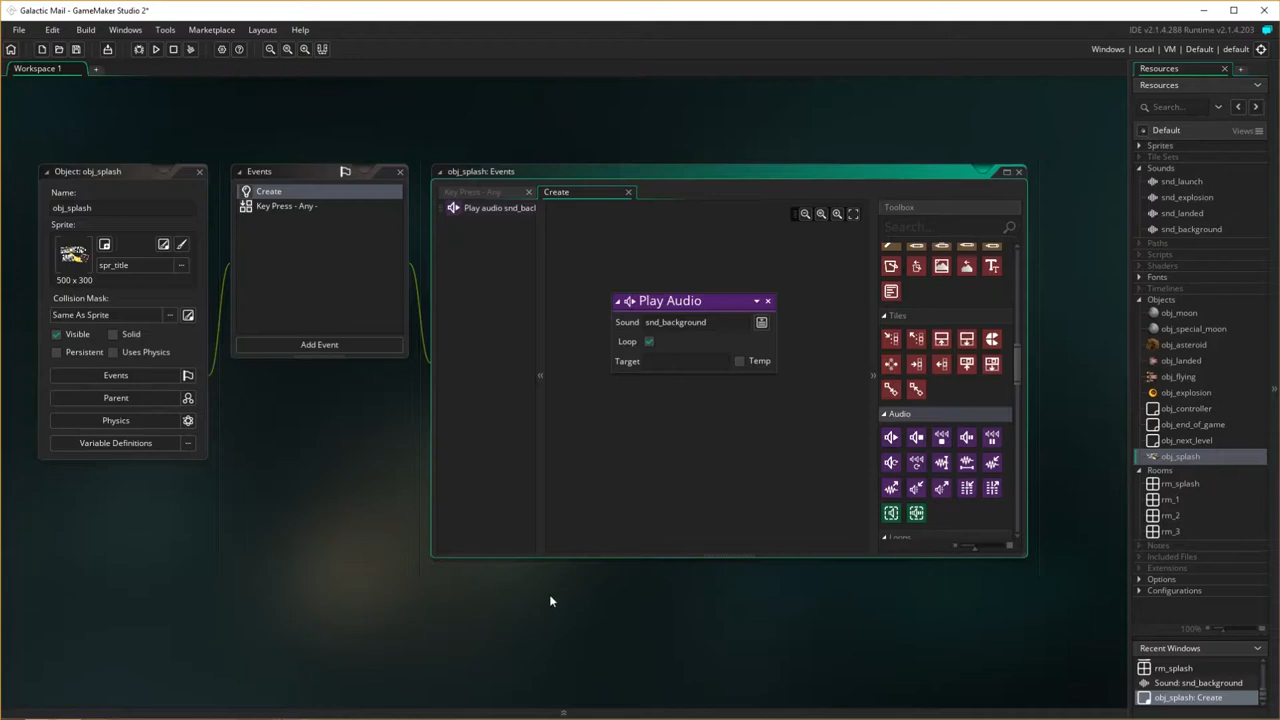 Galactic Mail - GameMaker Studio 2*
File Edit Build Windows Tools Marketplace Layouts Help
IDE v2.1.4.288 Runtime v2.1.4.203
Windows | Local | VM | Default | default
Workspace 1
Resources
Resources
Search...
Default Views
Sprites
Tile Sets
Sounds
snd_launch
snd_explosion
snd_landed
snd_background
Paths
Scripts
Shaders
Fonts
Timelines
Objects
obj_moon
obj_special_moon
obj_asteroid
obj_landed
obj_flying
obj_explosion
obj_controller
obj_end_of_game
obj_next_level
obj_splash
Rooms
rm_splash
rm_1
rm_2
rm_3
Notes
Included Files
Extensions
Options
Configurations
100%
Recent Windows
rm_splash
Sound: snd_background
obj_splash: Create
Object: obj_splash
Name:
obj_splash
Sprite:
spr_title
500 x 300
Collision Mask:
Same As Sprite
Visible Solid
Persistent Uses Physics
Events
Parent
Physics
Variable Definitions
Events
Create
Key Press - Any -
Add Event
obj_splash: Events
Key Press - Any Create
Play audio snd_bacl
Play Audio
Sound snd_background
Loop
Target Temp
Toolbox
Search...
Tiles
Audio
Loops